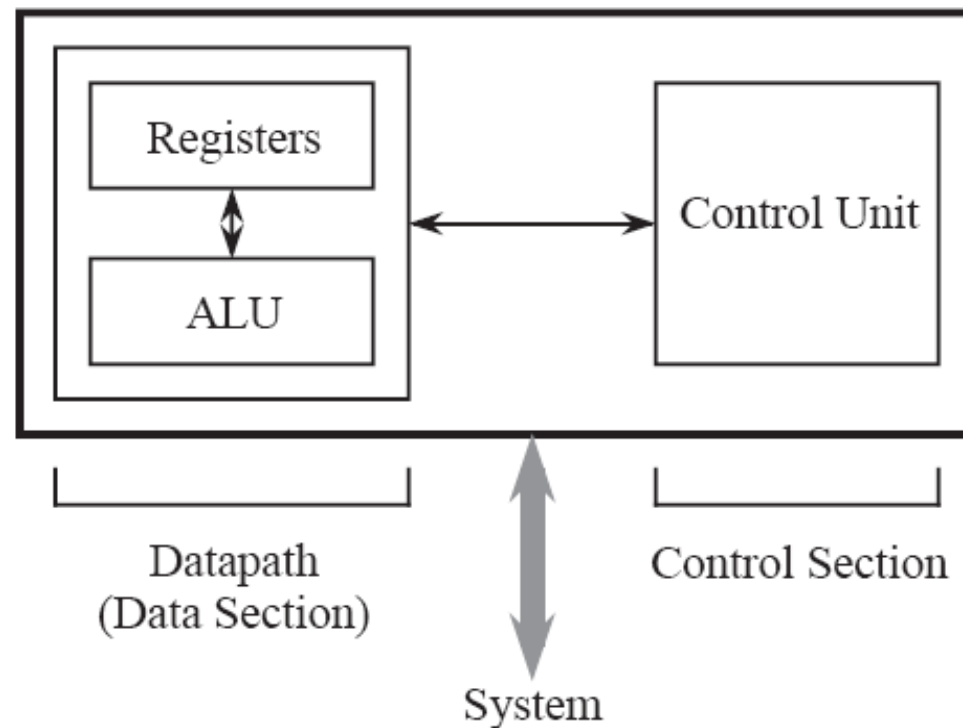 Registers
ALU
Control Unit
Datapath
(Data Section)
Control Section
System